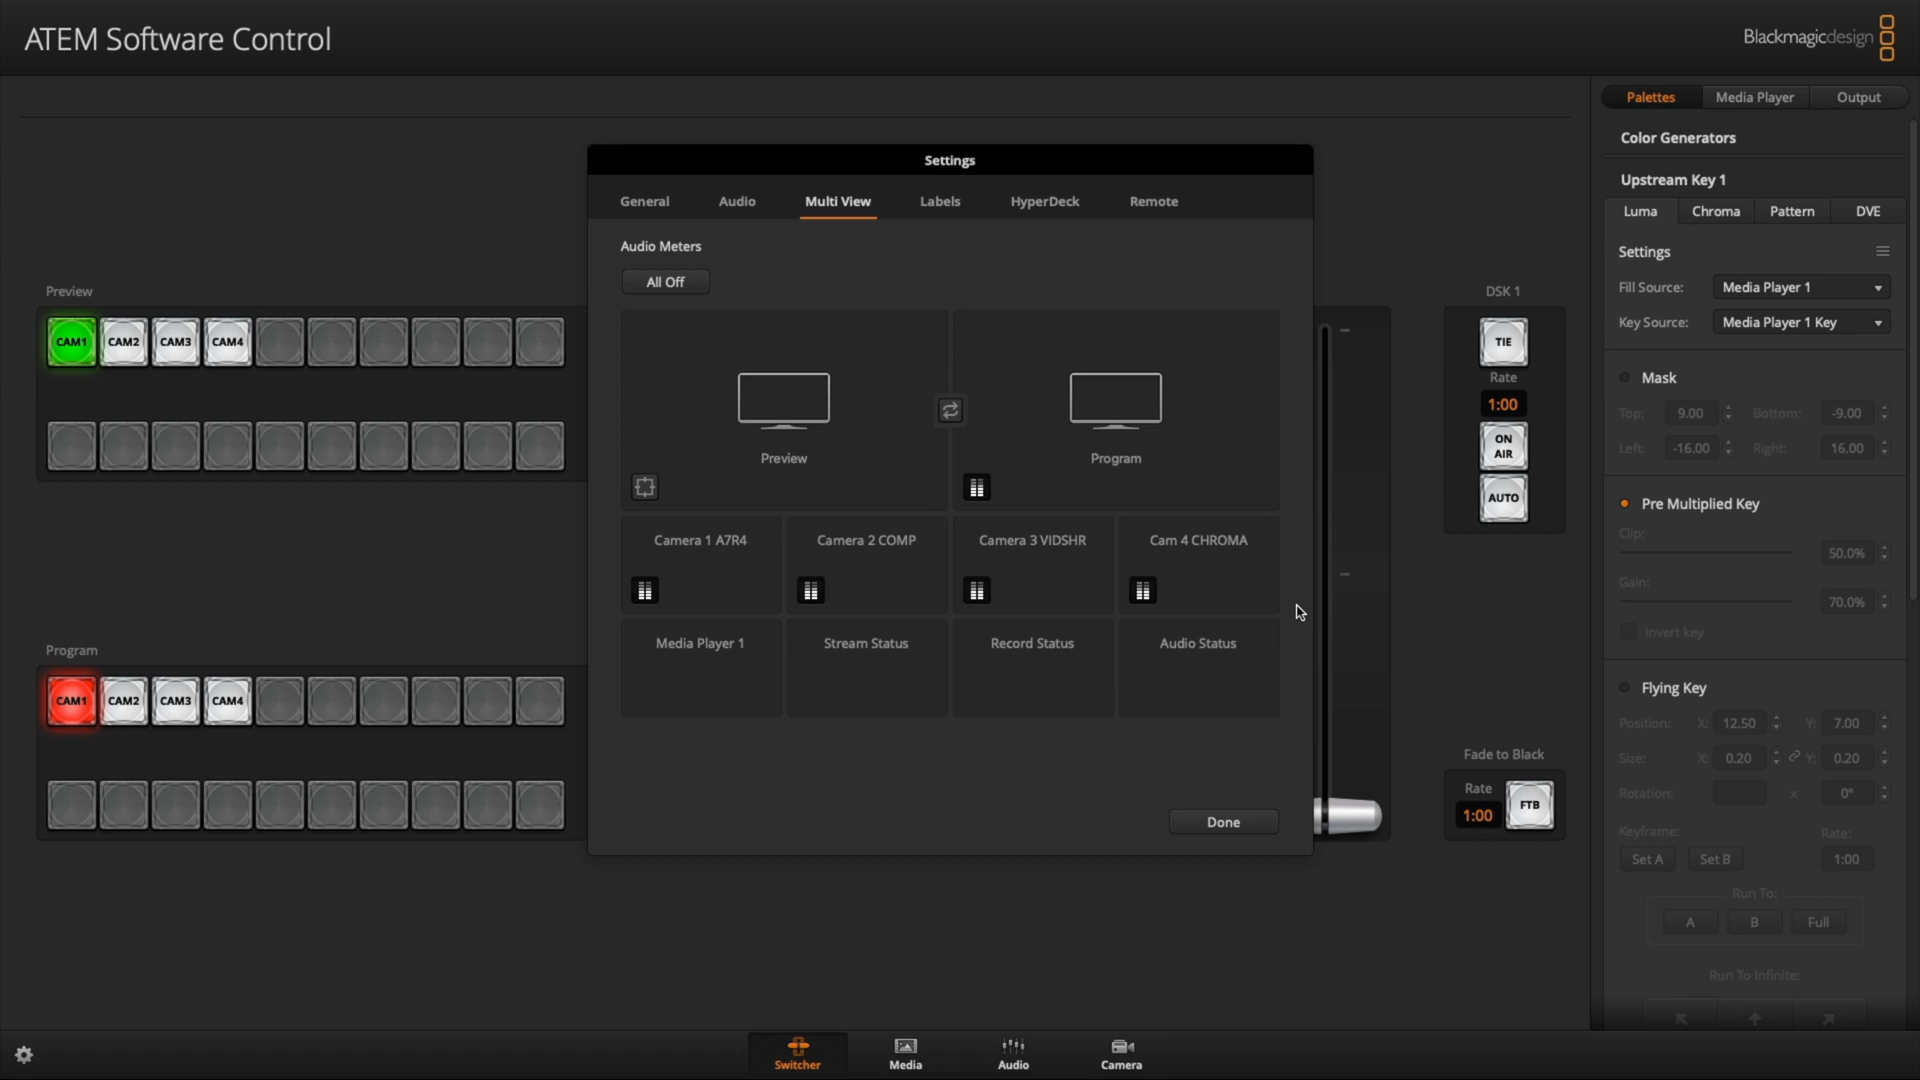 ATEM Software Control
Blackmagicdesign
Palettes Media Player Output
Color Generators
Upstream Key 1
Luma Chroma Pattern DVE
Settings
Fill Source: Media Player 1
Key Source: Media Player 1 Key
Mask
Top: 9.00 Bottom: -9.00
Left: -16.00 Right: 16.00
Pre Multiplied Key
Clip:
50.0%
Gain:
70.0%
Invert key
Flying Key
Position: X: 12.50 Y: 7.00
Size: X: 0.20 Y: 0.20
Rotation: x 0°
Keyframe: Rate:
Set A Set B 1:00
Run To:
A B Full
Run To Infinite:
Settings
General Audio Multi View Labels HyperDeck Remote
Audio Meters
All Off
Preview Program
Camera 1 A7R4 Camera 2 COMP Camera 3 VIDSHR Cam 4 CHROMA
Media Player 1 Stream Status Record Status Audio Status
Done
Preview
CAM1 CAM2 CAM3 CAM4
Program
CAM1 CAM2 CAM3 CAM4
DSK 1
TIE
Rate
1:00
ON
AIR
AUTO
Fade to Black
Rate
1:00 FTB
Switcher Media Audio Camera